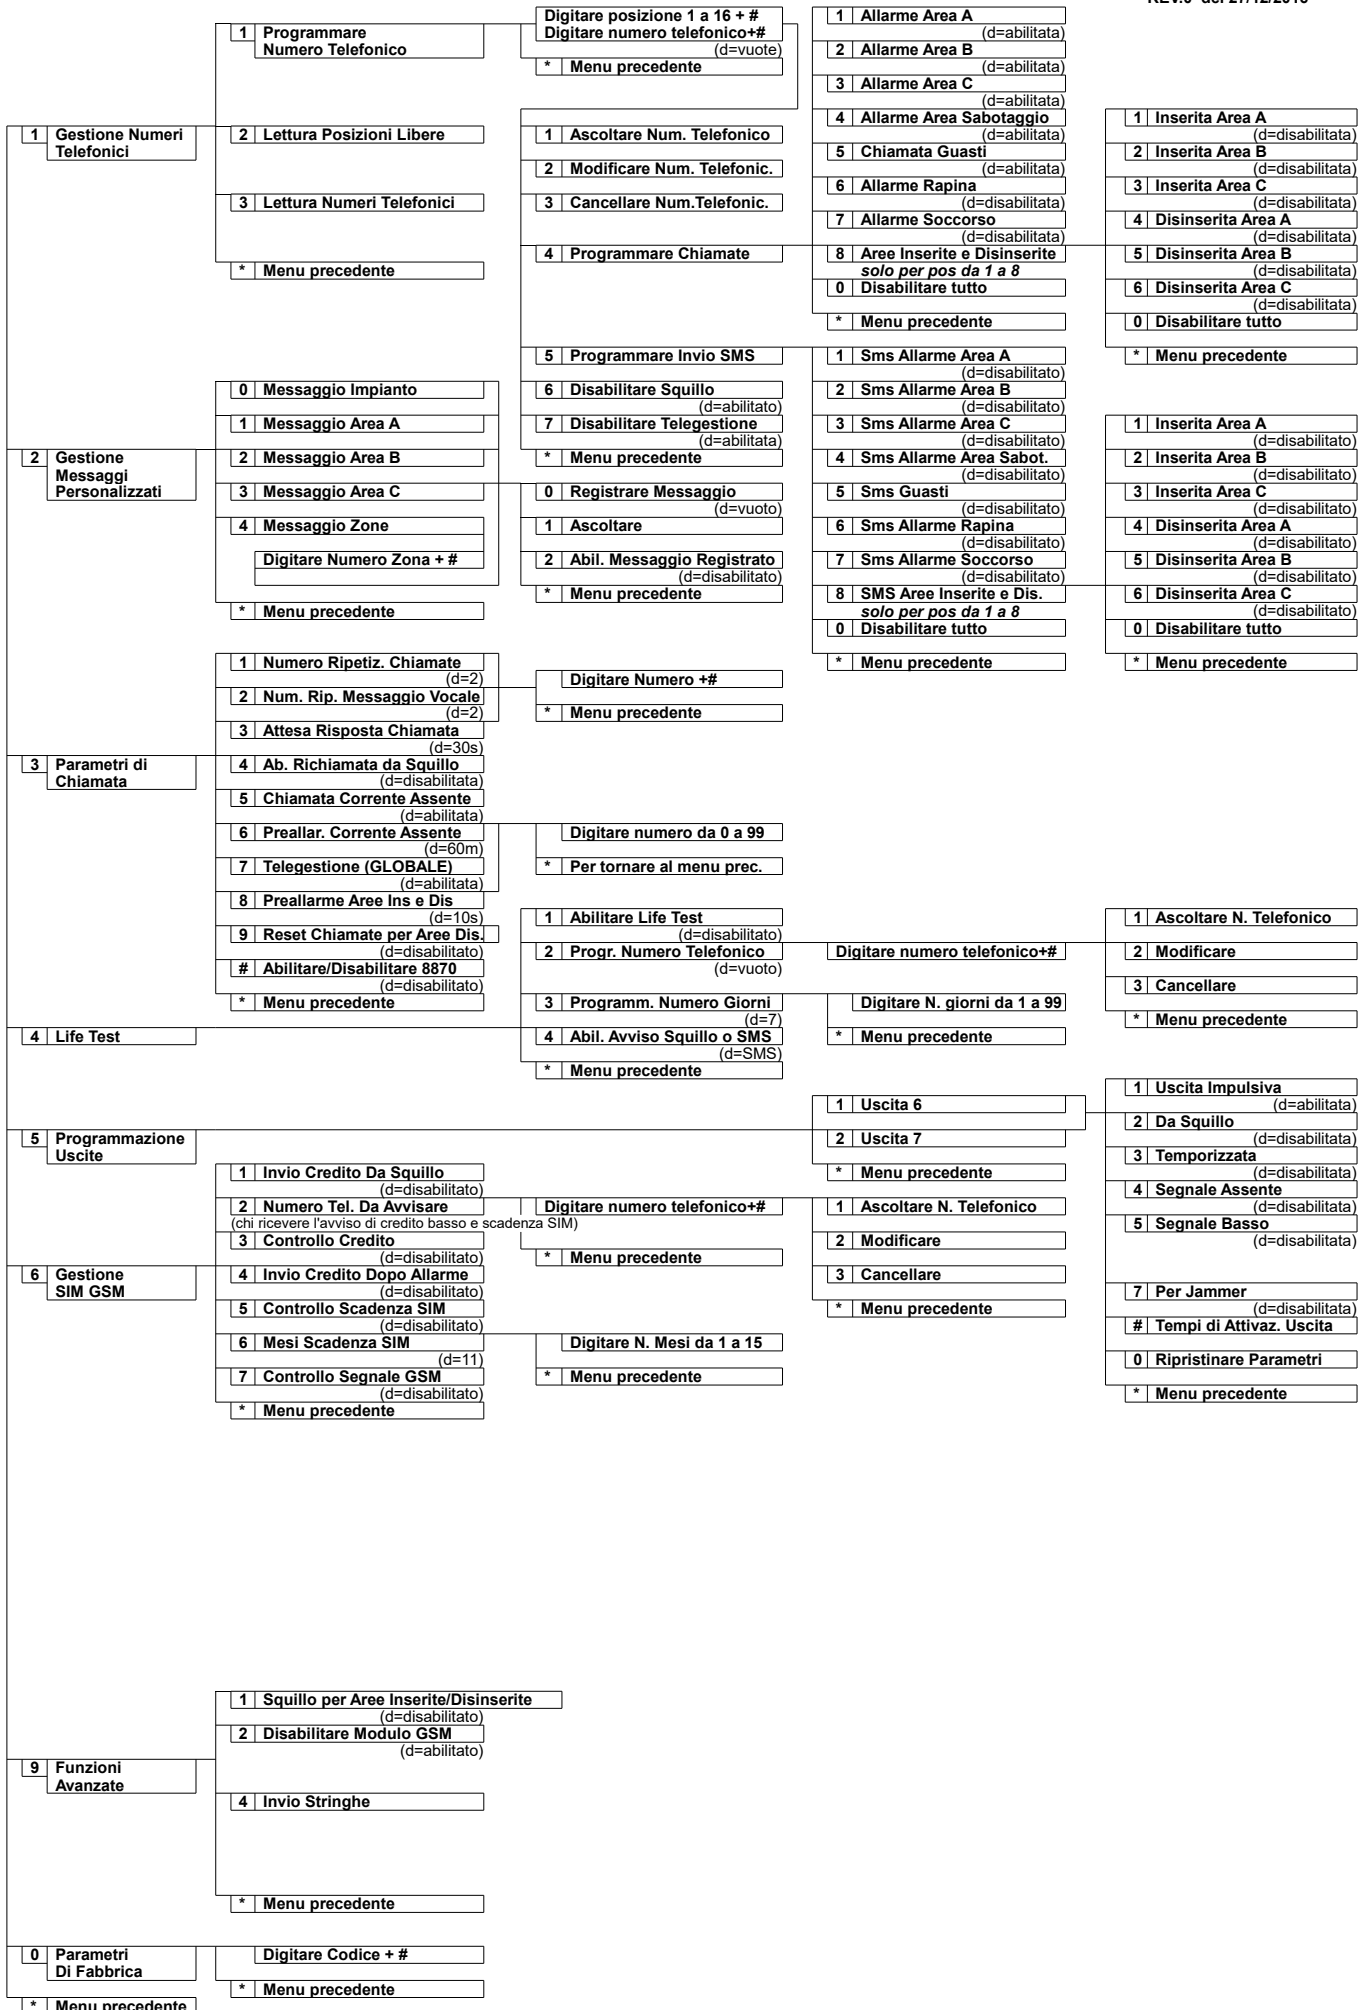 1 Programmare
Numero Telefonico
Digitare posizione 1 a 16 + #
Digitare numero telefonico+#
(d=vuote)
* Menu precedente
1 Allarme Area A
(d=abilitata)
2 Allarme Area B
(d=abilitata)
3 Allarme Area C
(d=abilitata)
4 Allarme Area Sabotaggio
(d=abilitata)
5 Chiamata Guasti
(d=abilitata)
6 Allarme Rapina
(d=disabilitata)
7 Allarme Soccorso
(d=disabilitata)
8 Aree Inserite e Disinserite
solo per pos da 1 a 8
0 Disabilitare tutto
* Menu precedente
1 Inserita Area A
(d=disabilitata)
2 Inserita Area B
(d=disabilitata)
3 Inserita Area C
(d=disabilitata)
4 Disinserita Area A
(d=disabilitata)
5 Disinserita Area B
(d=disabilitata)
6 Disinserita Area C
(d=disabilitata)
0 Disabilitare tutto
* Menu precedente
1 Gestione Numeri
Telefonici
2 Lettura Posizioni Libere
3 Lettura Numeri Telefonici
* Menu precedente
1 Ascoltare Num. Telefonico
2 Modificare Num. Telefonic.
3 Cancellare Num.Telefonic.
4 Programmare Chiamate
5 Programmare Invio SMS
6 Disabilitare Squillo
(d=abilitato)
7 Disabilitare Telegestione
(d=abilitata)
* Menu precedente
1 Sms Allarme Area A
(d=disabilitato)
2 Sms Allarme Area B
(d=disabilitato)
3 Sms Allarme Area C
(d=disabilitato)
4 Sms Allarme Area Sabot.
(d=disabilitato)
5 Sms Guasti
(d=disabilitato)
6 Sms Allarme Rapina
(d=disabilitato)
7 Sms Allarme Soccorso
(d=disabilitato)
8 SMS Aree Inserite e Dis.
solo per pos da 1 a 8
0 Disabilitare tutto
* Menu precedente
1 Inserita Area A
(d=disabilitato)
2 Inserita Area B
(d=disabilitato)
3 Inserita Area C
(d=disabilitato)
4 Disinserita Area A
(d=disabilitato)
5 Disinserita Area B
(d=disabilitato)
6 Disinserita Area C
(d=disabilitato)
0 Disabilitare tutto
* Menu precedente
2 Gestione
Messaggi
Personalizzati
0 Messaggio Impianto
1 Messaggio Area A
2 Messaggio Area B
3 Messaggio Area C
4 Messaggio Zone
Digitare Numero Zona + #
* Menu precedente
0 Registrare Messaggio
(d=vuoto)
1 Ascoltare
2 Abil. Messaggio Registrato
(d=disabilitato)
* Menu precedente
3 Parametri di
Chiamata
1 Numero Ripetiz. Chiamate
(d=2)
2 Num. Rip. Messaggio Vocale
(d=2)
3 Attesa Risposta Chiamata
(d=30s)
4 Ab. Richiamata da Squillo
(d=disabilitata)
5 Chiamata Corrente Assente
(d=abilitata)
6 Preallar. Corrente Assente
(d=60m)
7 Telegestione (GLOBALE)
(d=abilitata)
8 Preallarme Aree Ins e Dis
(d=10s)
9 Reset Chiamate per Aree Dis.
(d=disabilitato)
# Abilitare/Disabilitare 8870
(d=disabilitato)
* Menu precedente
Digitare Numero +#
* Menu precedente
Digitare numero da 0 a 99
* Per tornare al menu prec.
4 Life Test
1 Abilitare Life Test
(d=disabilitato)
2 Progr. Numero Telefonico
(d=vuoto)
3 Programm. Numero Giorni
(d=7)
4 Abil. Avviso Squillo o SMS
(d=SMS)
* Menu precedente
Digitare numero telefonico+#
Digitare N. giorni da 1 a 99
* Menu precedente
1 Ascoltare N. Telefonico
2 Modificare
3 Cancellare
* Menu precedente
5 Programmazione
Uscite
1 Uscita 6
2 Uscita 7
* Menu precedente
1 Uscita Impulsiva
(d=abilitata)
2 Da Squillo
(d=disabilitata)
3 Temporizzata
(d=disabilitata)
4 Segnale Assente
(d=disabilitata)
5 Segnale Basso
(d=disabilitata)
7 Per Jammer
(d=disabilitata)
# Tempi di Attivaz. Uscita
0 Ripristinare Parametri
* Menu precedente
6 Gestione
SIM GSM
1 Invio Credito Da Squillo
(d=disabilitato)
2 Numero Tel. Da Avvisare
(chi ricevere l'avviso di credito basso e scadenza SIM)
3 Controllo Credito
(d=disabilitato)
4 Invio Credito Dopo Allarme
(d=disabilitato)
5 Controllo Scadenza SIM
(d=disabilitato)
6 Mesi Scadenza SIM
(d=11)
7 Controllo Segnale GSM
(d=disabilitato)
* Menu precedente
Digitare numero telefonico+#
* Menu precedente
1 Ascoltare N. Telefonico
2 Modificare
3 Cancellare
* Menu precedente
Digitare N. Mesi da 1 a 15
* Menu precedente
9 Funzioni
Avanzate
1 Squillo per Aree Inserite/Disinserite
(d=disabilitato)
2 Disabilitare Modulo GSM
(d=abilitato)
4 Invio Stringhe
* Menu precedente
0 Parametri
Di Fabbrica
Digitare Codice + #
* Menu precedente
* Menu precedente